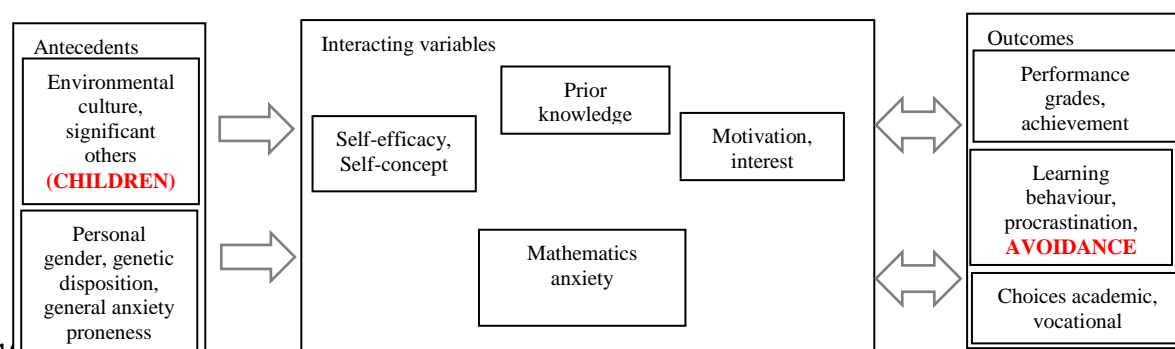 Antecedents
Environmental
culture,
significant
others
(CHILDREN)
Personal
gender, genetic
disposition,
general anxiety
proneness
Interacting variables
Prior
knowledge
Self-efficacy,
Self-concept
Motivation,
interest
Mathematics
anxiety
Outcomes
Performance
grades,
achievement
Learning
behaviour,
procrastination,
AVOIDANCE
Choices academic,
vocational